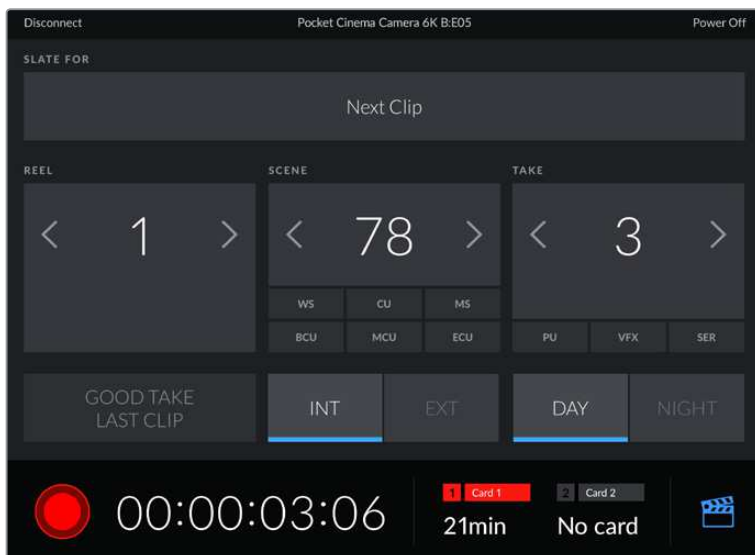 Disconnect Pocket Cinema Camera 6K B:E05 Power Off
SLATE FOR
Next Clip
REEL SCENE TAKE
< 1 > < 78 > < 3 >
WS CU MS
BCU MCU ECU PU VFX SER
GOOD TAKE
LAST CLIP
INT EXT DAY NIGHT
00:00:03:06
1 Card 1 2 Card 2
21min No card